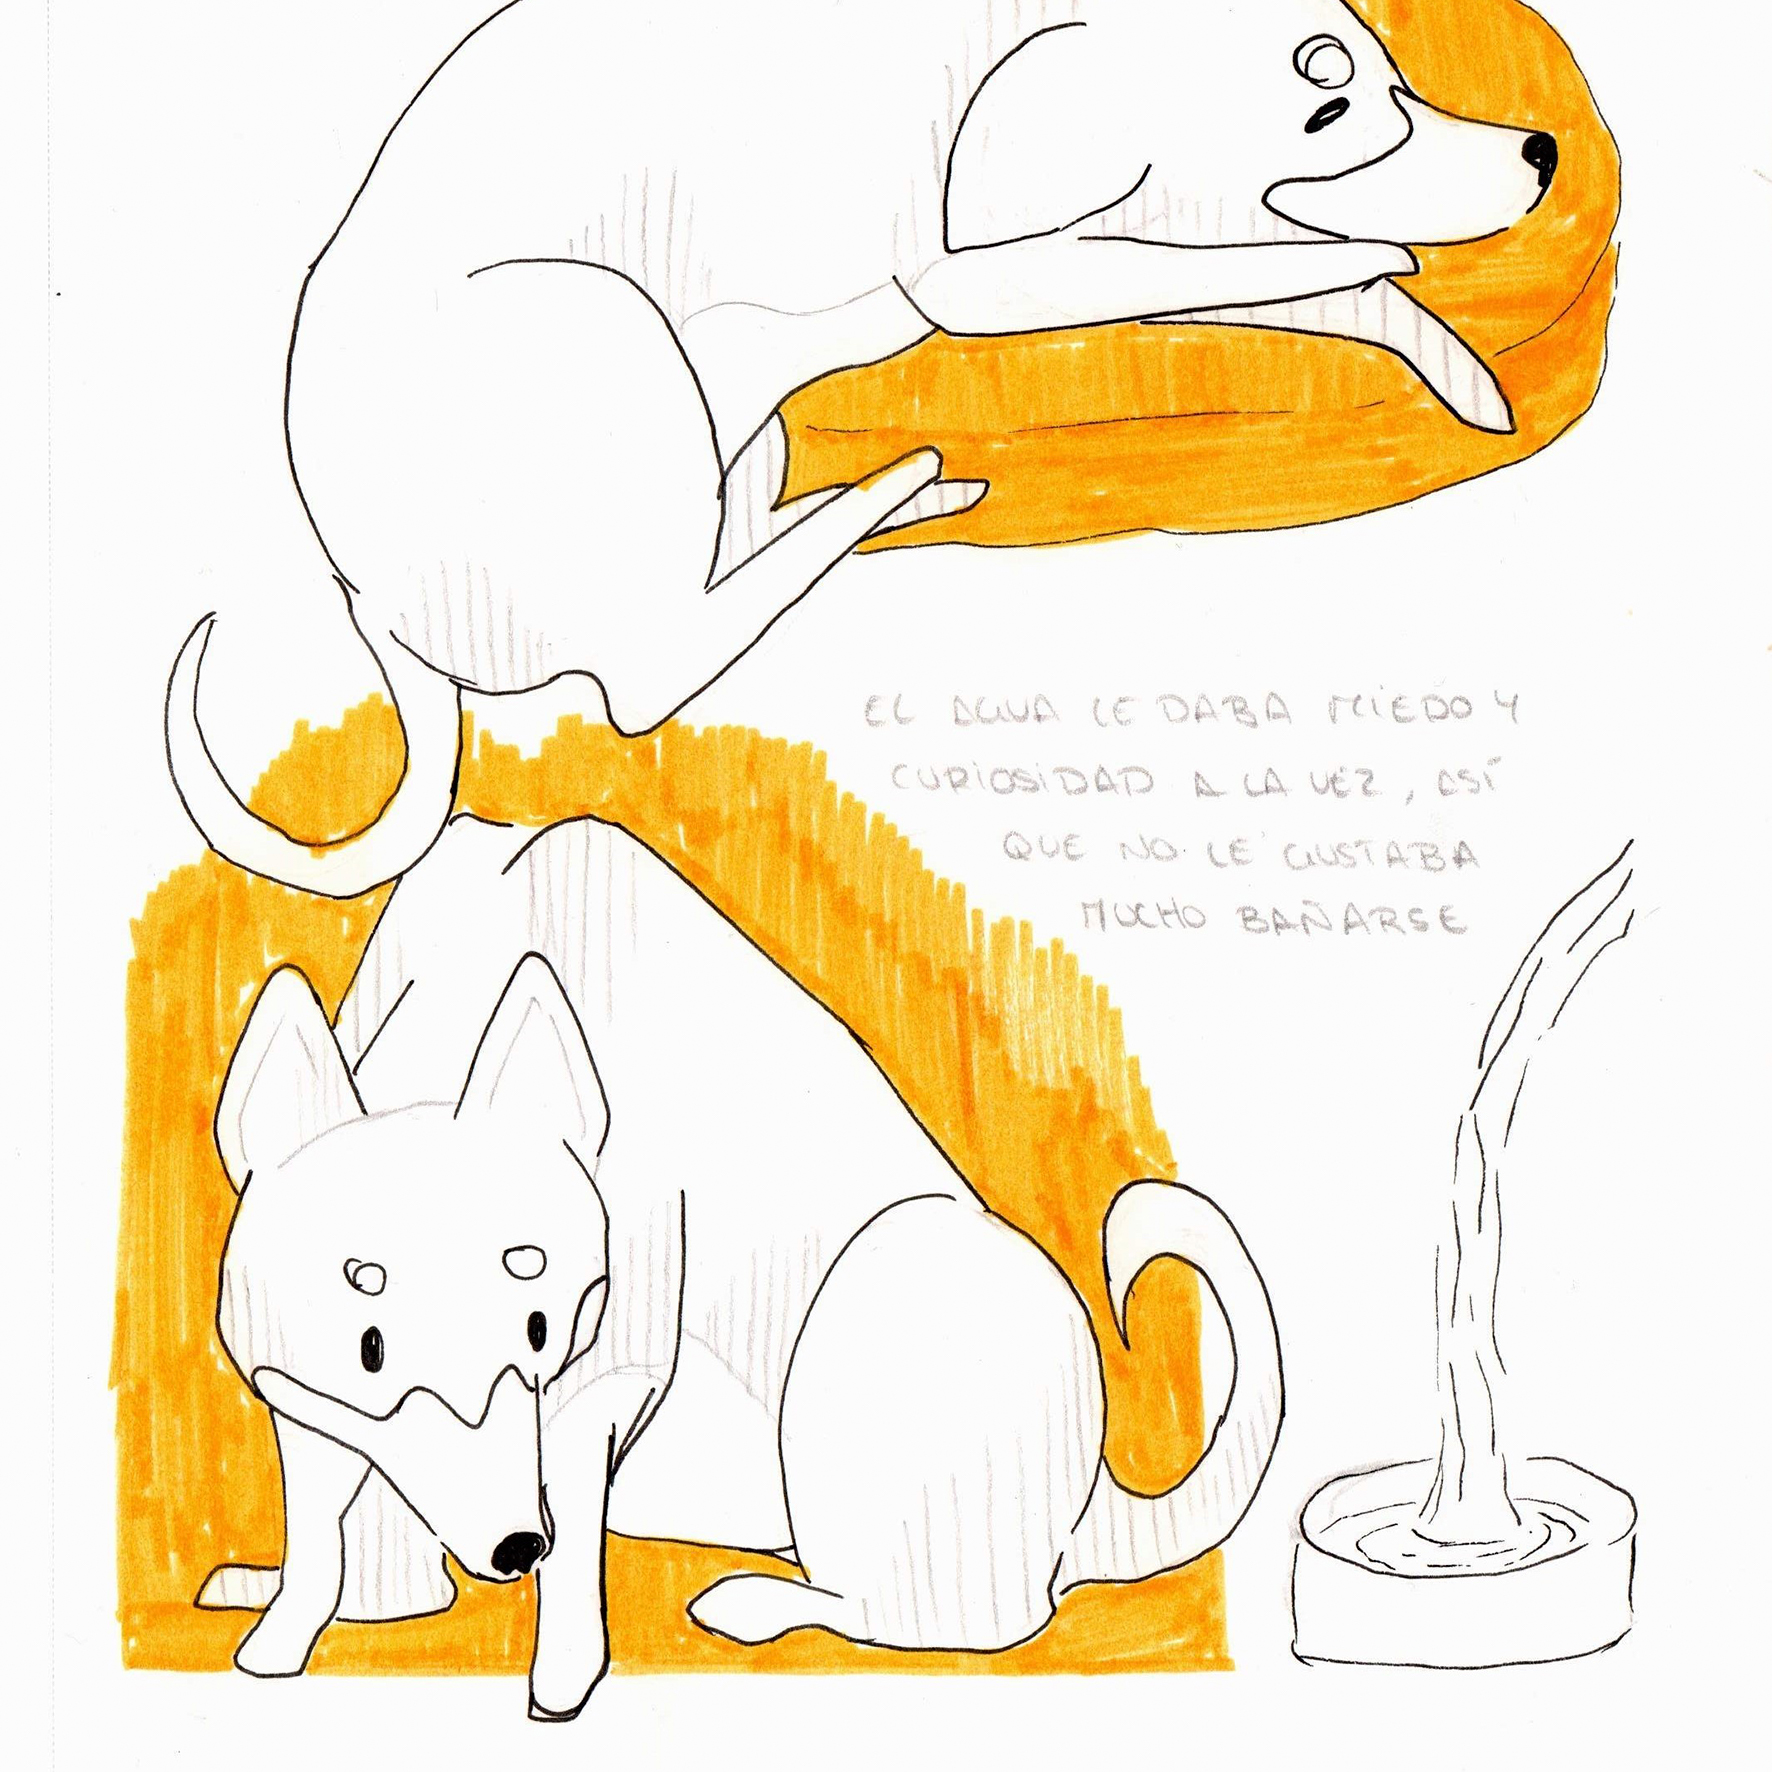 EL AGUA LE DABA MIEDO Y
CURIOSIDAD A LA VEZ, ASÍ
QUE NO LE GUSTABA
MUCHO BAÑARSE